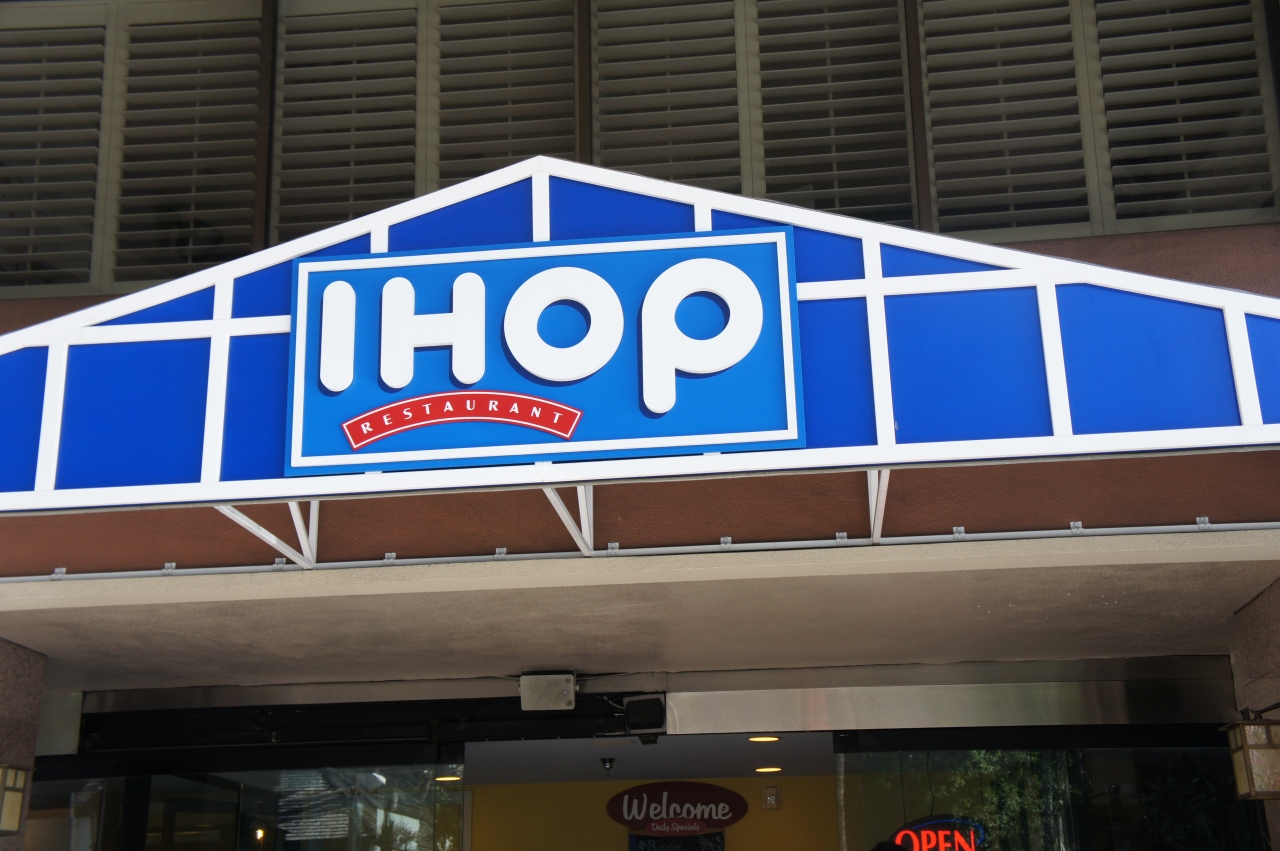 IHOP
RESTAURANT
Welcome
Daily Specials
OPEN